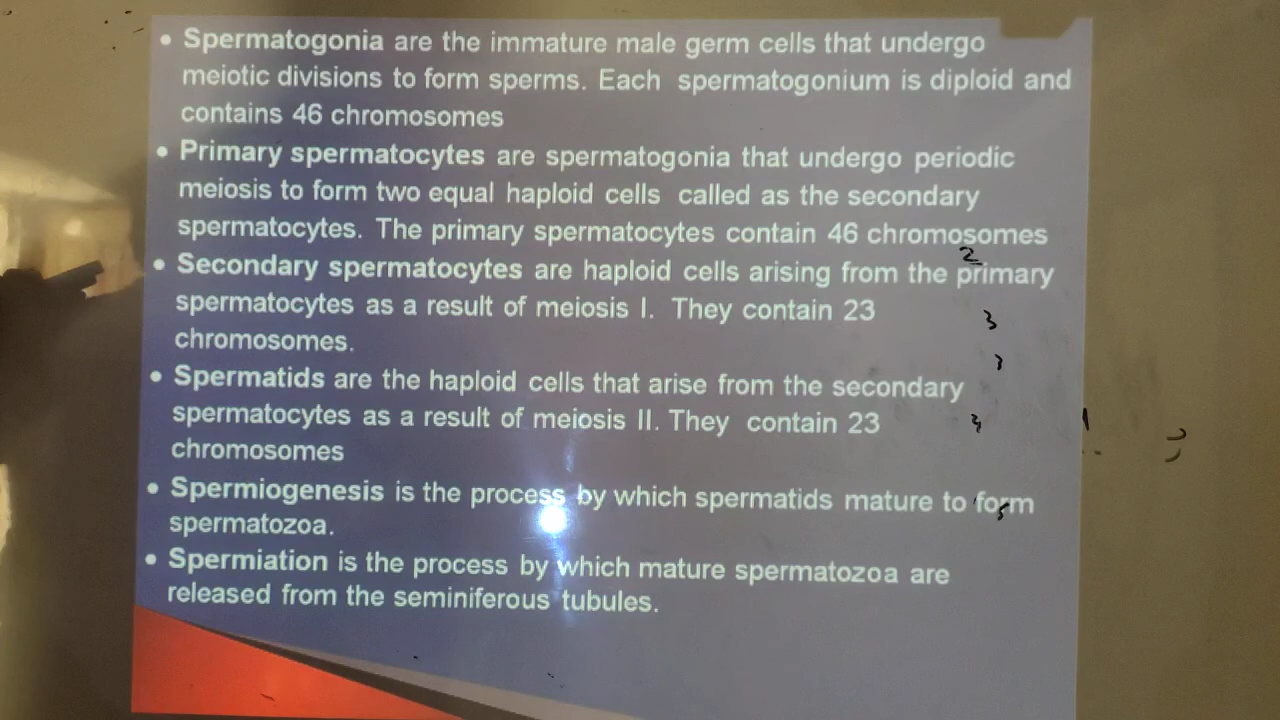 • Spermatogonia are the immature male germ cells that undergo
meiotic divisions to form sperms. Each spermatogonium is diploid and
contains 46 chromosomes
• Primary spermatocytes are spermatogonia that undergo periodic
meiosis to form two equal haploid cells called as the secondary
spermatocytes. The primary spermatocytes contain 46 chromosomes
2
• Secondary spermatocytes are haploid cells arising from the primary
spermatocytes as a result of meiosis I. They contain 23
3
chromosomes.
• Spermatids are the haploid cells that arise from the secondary
spermatocytes as a result of meiosis II. They contain 23
chromosomes
• Spermiogenesis is the process by which spermatids mature to form
spermatozoa.
• Spermiation is the process by which mature spermatozoa are
released from the seminiferous tubules.